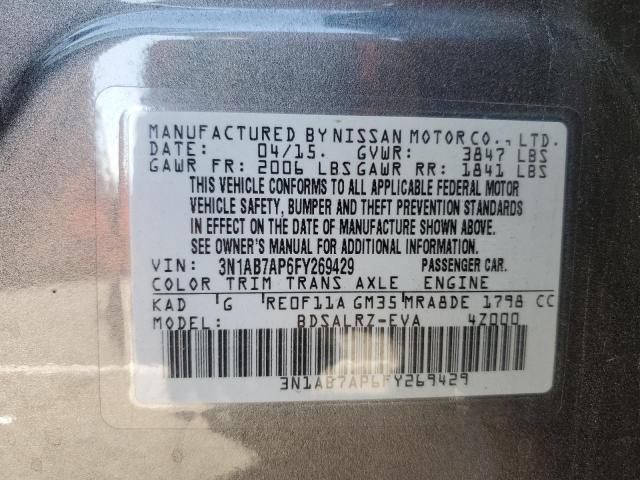 MANUFACTURED BY NISSAN MOTOR CO., LTD.
DATE: 04/15. GVWR: 3847 LBS
GAWR FR: 2006 LBS GAWR RR: 1841 LBS
THIS VEHICLE CONFORMS TO ALL APPLICABLE FEDERAL MOTOR
VEHICLE SAFETY, BUMPER AND THEFT PREVENTION STANDARDS
IN EFFECT ON THE DATE OF MANUFACTURE SHOWN ABOVE.
SEE OWNER'S MANUAL FOR ADDITIONAL INFORMATION.
VIN: 3N1AB7AP6FY269429 PASSENGER CAR.
COLOR TRIM TRANS AXLE ENGINE
KAD G RE0F11A GM35 MRA8DE 1798 CC
MODEL: BDSALRZ-EVA 4Z000
3N1AB7AP6FY269429